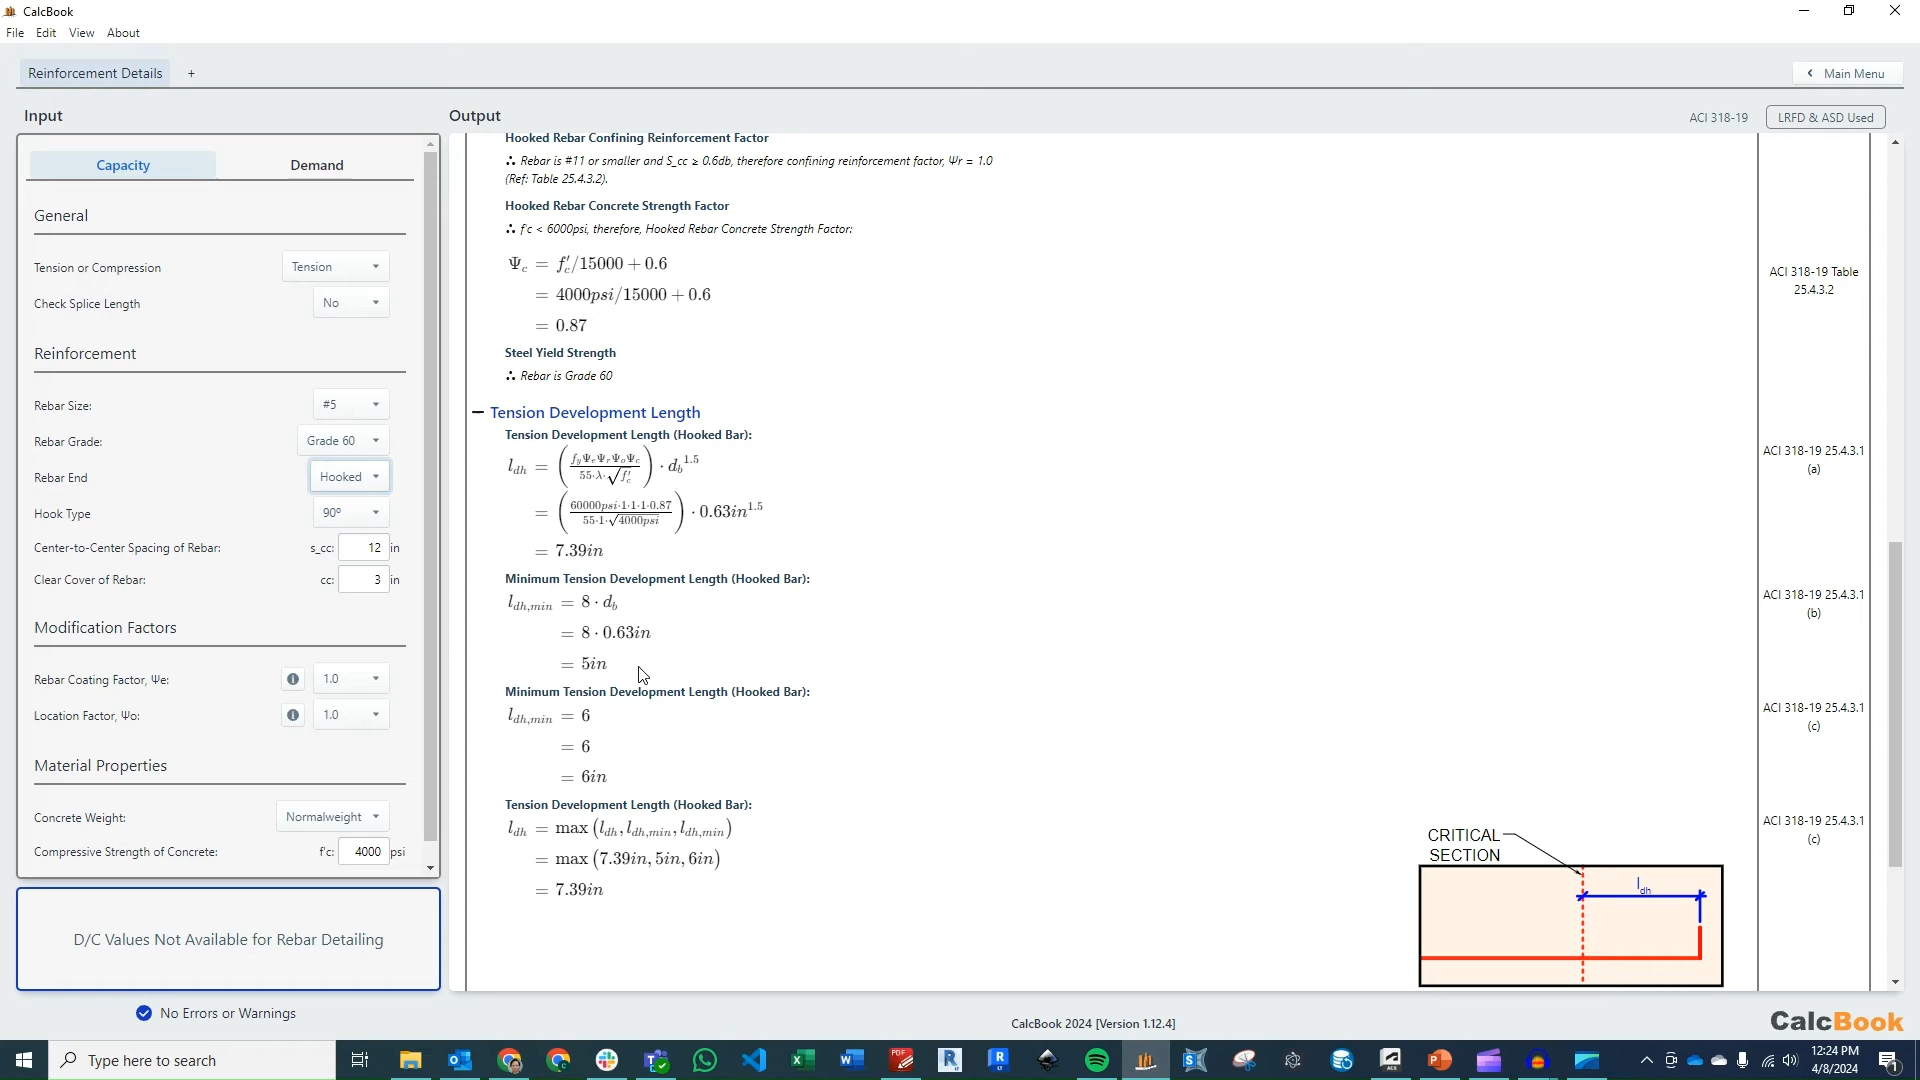 CalcBook
File Edit View About
Reinforcement Details +
Main Menu
Input
Output
ACI 318-19
LRFD & ASD Used
Capacity
Demand
General
Tension or Compression Tension
Check Splice Length No
Reinforcement
Rebar Size: #5
Rebar Grade: Grade 60
Rebar End Hooked
Hook Type 90º
Center-to-Center Spacing of Rebar: s_cc: 12 in
Clear Cover of Rebar: cc: 3 in
Modification Factors
Rebar Coating Factor, Ψe: 1.0
Location Factor, Ψo: 1.0
Material Properties
Concrete Weight: Normalweight
Compressive Strength of Concrete: f'c: 4000 psi
D/C Values Not Available for Rebar Detailing
No Errors or Warnings
Hooked Rebar Confining Reinforcement Factor
∴ Rebar is #11 or smaller and S_cc ≥ 0.6db, therefore confining reinforcement factor, Ψr = 1.0
(Ref: Table 25.4.3.2).
Hooked Rebar Concrete Strength Factor
∴ f'c < 6000psi, therefore, Hooked Rebar Concrete Strength Factor:
Ψc = f′c/15000 + 0.6
= 4000psi/15000 + 0.6
= 0.87
ACI 318-19 Table
25.4.3.2
Steel Yield Strength
∴ Rebar is Grade 60
− Tension Development Length
Tension Development Length (Hooked Bar):
ldh = (fyΨeΨrΨoΨc / 55·λ·√f′c) · db^1.5
= (60000psi·1·1·1·0.87 / 55·1·√4000psi) · 0.63in^1.5
= 7.39in
ACI 318-19 25.4.3.1
(a)
Minimum Tension Development Length (Hooked Bar):
ldh,min = 8 · db
= 8 · 0.63in
= 5in
ACI 318-19 25.4.3.1
(b)
Minimum Tension Development Length (Hooked Bar):
ldh,min = 6
= 6
= 6in
ACI 318-19 25.4.3.1
(c)
Tension Development Length (Hooked Bar):
ldh = max (ldh, ldh,min, ldh,min)
= max (7.39in, 5in, 6in)
= 7.39in
ACI 318-19 25.4.3.1
(c)
CRITICAL
SECTION
ldh
CalcBook 2024 [Version 1.12.4]
CalcBook
Type here to search
12:24 PM
4/8/2024
1